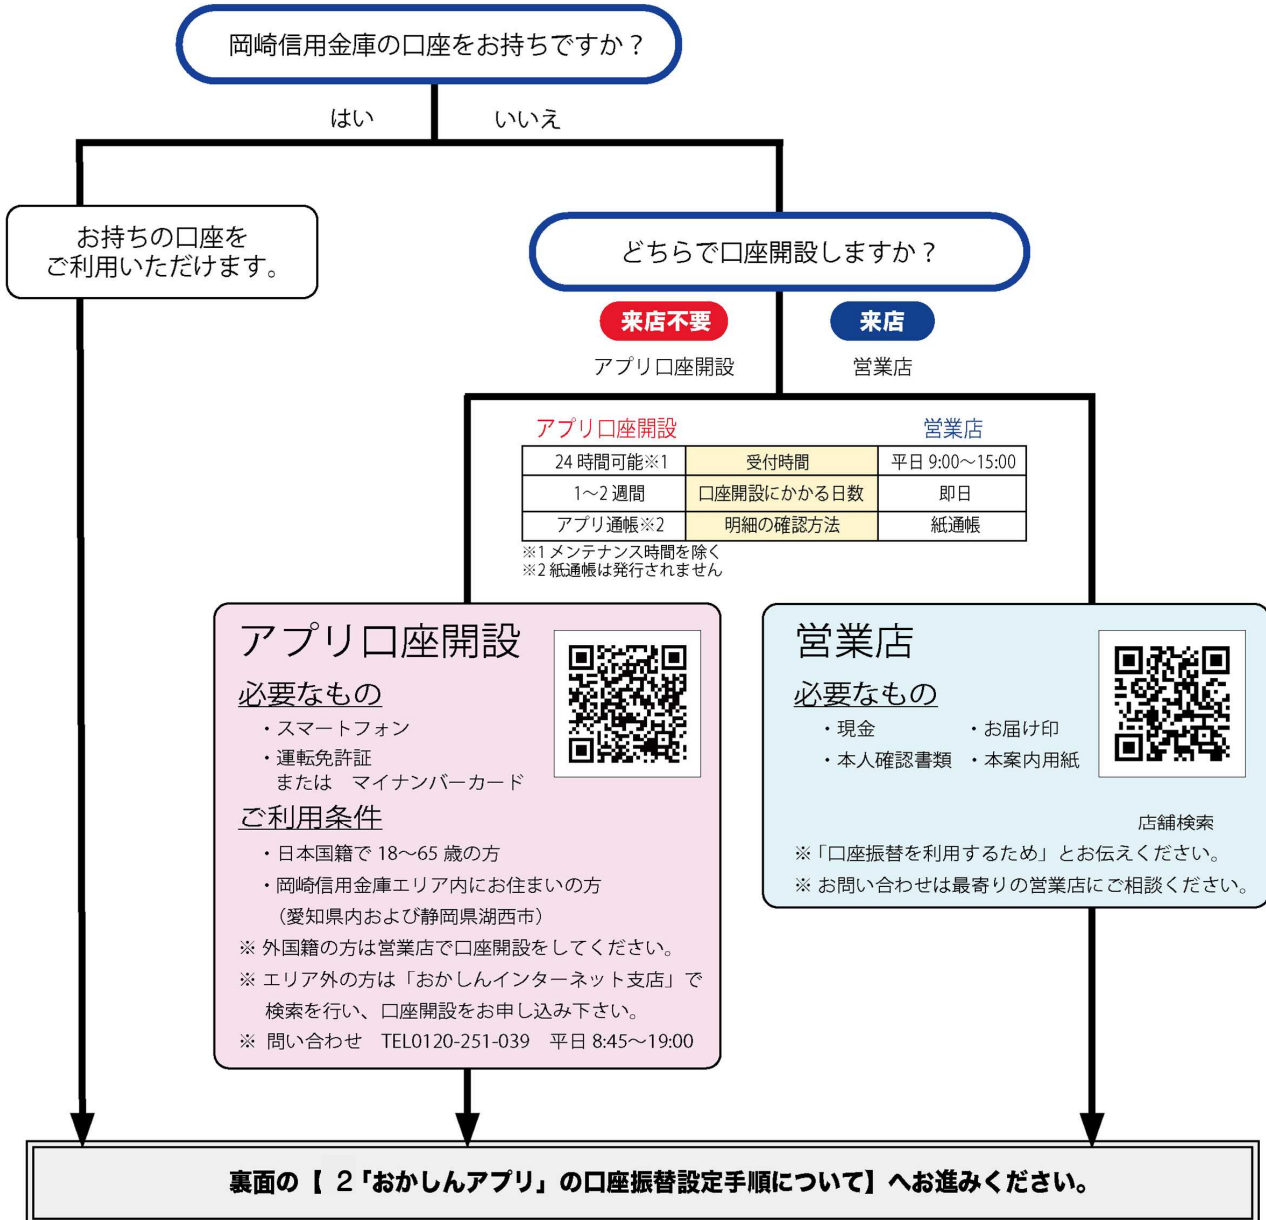 岡崎信用金庫の口座をお持ちですか？
はい
いいえ
お持ちの口座を
ご利用いただけます。
どちらで口座開設しますか？
来店不要
来店
アプリ口座開設
営業店
アプリ口座開設
営業店
24 時間可能※1 受付時間 平日 9:00～15:00
1～2 週間 口座開設にかかる日数 即日
アプリ通帳※2 明細の確認方法 紙通帳
※1 メンテナンス時間を除く
※2 紙通帳は発行されません
アプリ口座開設
必要なもの
・スマートフォン
・運転免許証
または　マイナンバーカード
ご利用条件
・日本国籍で 18～65 歳の方
・岡崎信用金庫エリア内にお住まいの方
（愛知県内および静岡県湖西市）
※ 外国籍の方は営業店で口座開設をしてください。
※ エリア外の方は「おかしんインターネット支店」で
検索を行い、口座開設をお申し込み下さい。
※ 問い合わせ　TEL0120-251-039　平日 8:45～19:00
営業店
必要なもの
・現金　・お届け印
・本人確認書類　・本案内用紙
店舗検索
※「口座振替を利用するため」とお伝えください。
※ お問い合わせは最寄りの営業店にご相談ください。
裏面の【 2「おかしんアプリ」の口座振替設定手順について】へお進みください。